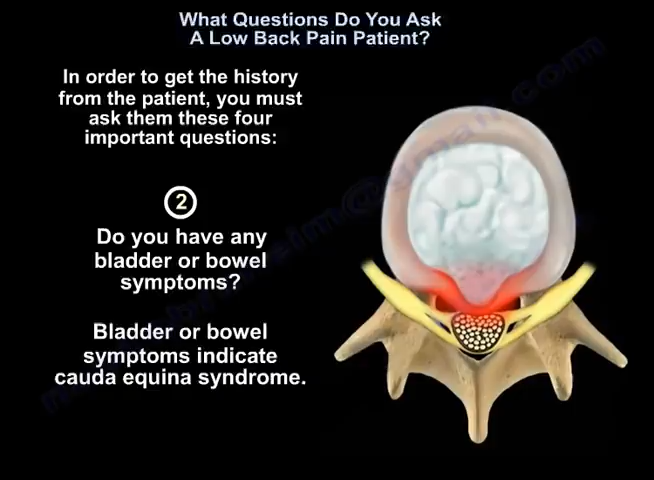 What Questions Do You Ask
A Low Back Pain Patient?
In order to get the history
from the patient, you must
ask them these four
important questions:
2
Do you have any
bladder or bowel
symptoms?
Bladder or bowel
symptoms indicate
cauda equina syndrome.